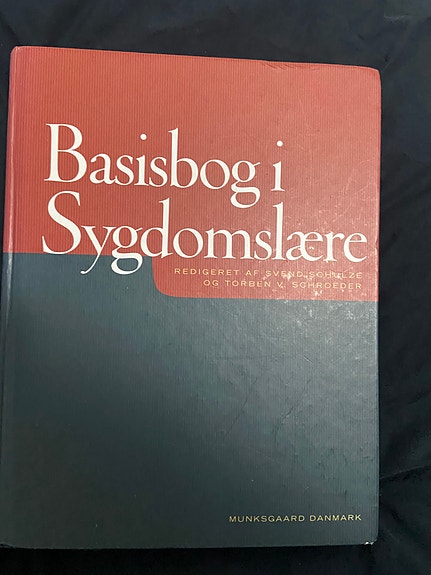 Basisbog i
Sygdomslære
REDIGERET AF SVEND SCHULZE
OG TORBEN V. SCHROEDER
MUNKSGAARD DANMARK